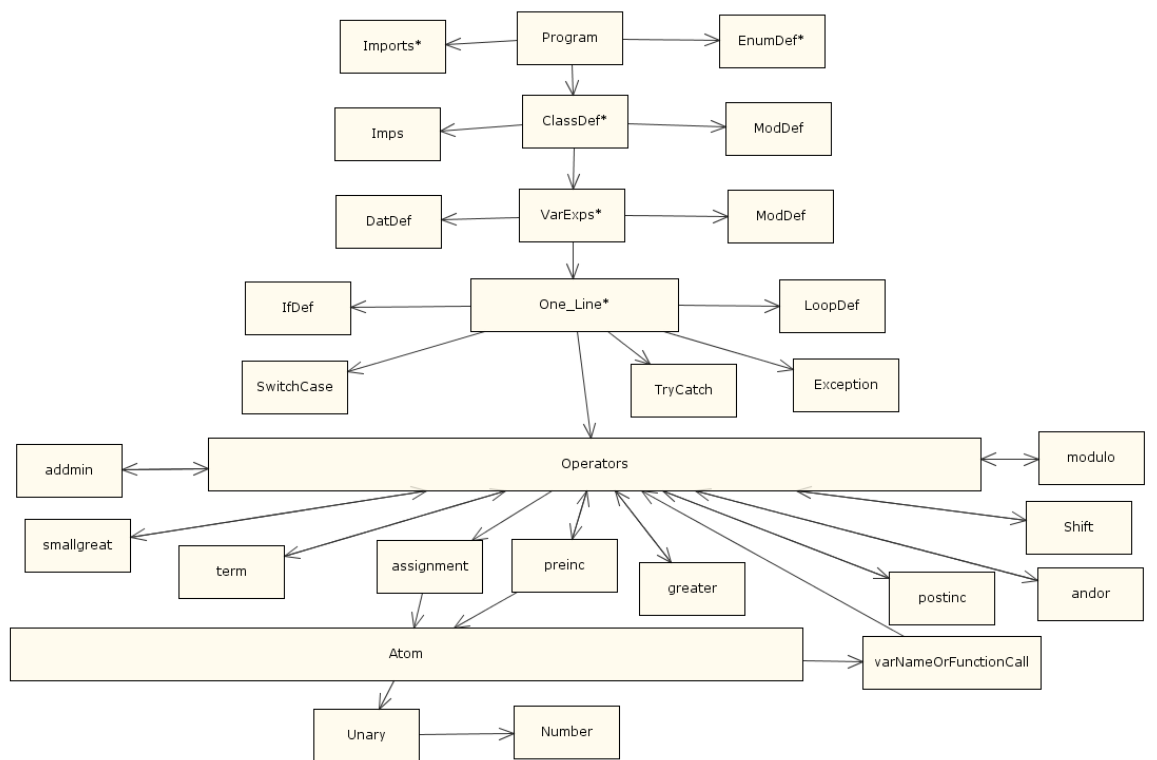 Imports*
Program
EnumDef*
Imps
ClassDef*
ModDef
DatDef
VarExps*
ModDef
IfDef
One_Line*
LoopDef
SwitchCase
TryCatch
Exception
addmin
Operators
modulo
smallgreat
term
assignment
preinc
greater
postinc
andor
Shift
Atom
varNameOrFunctionCall
Unary
Number